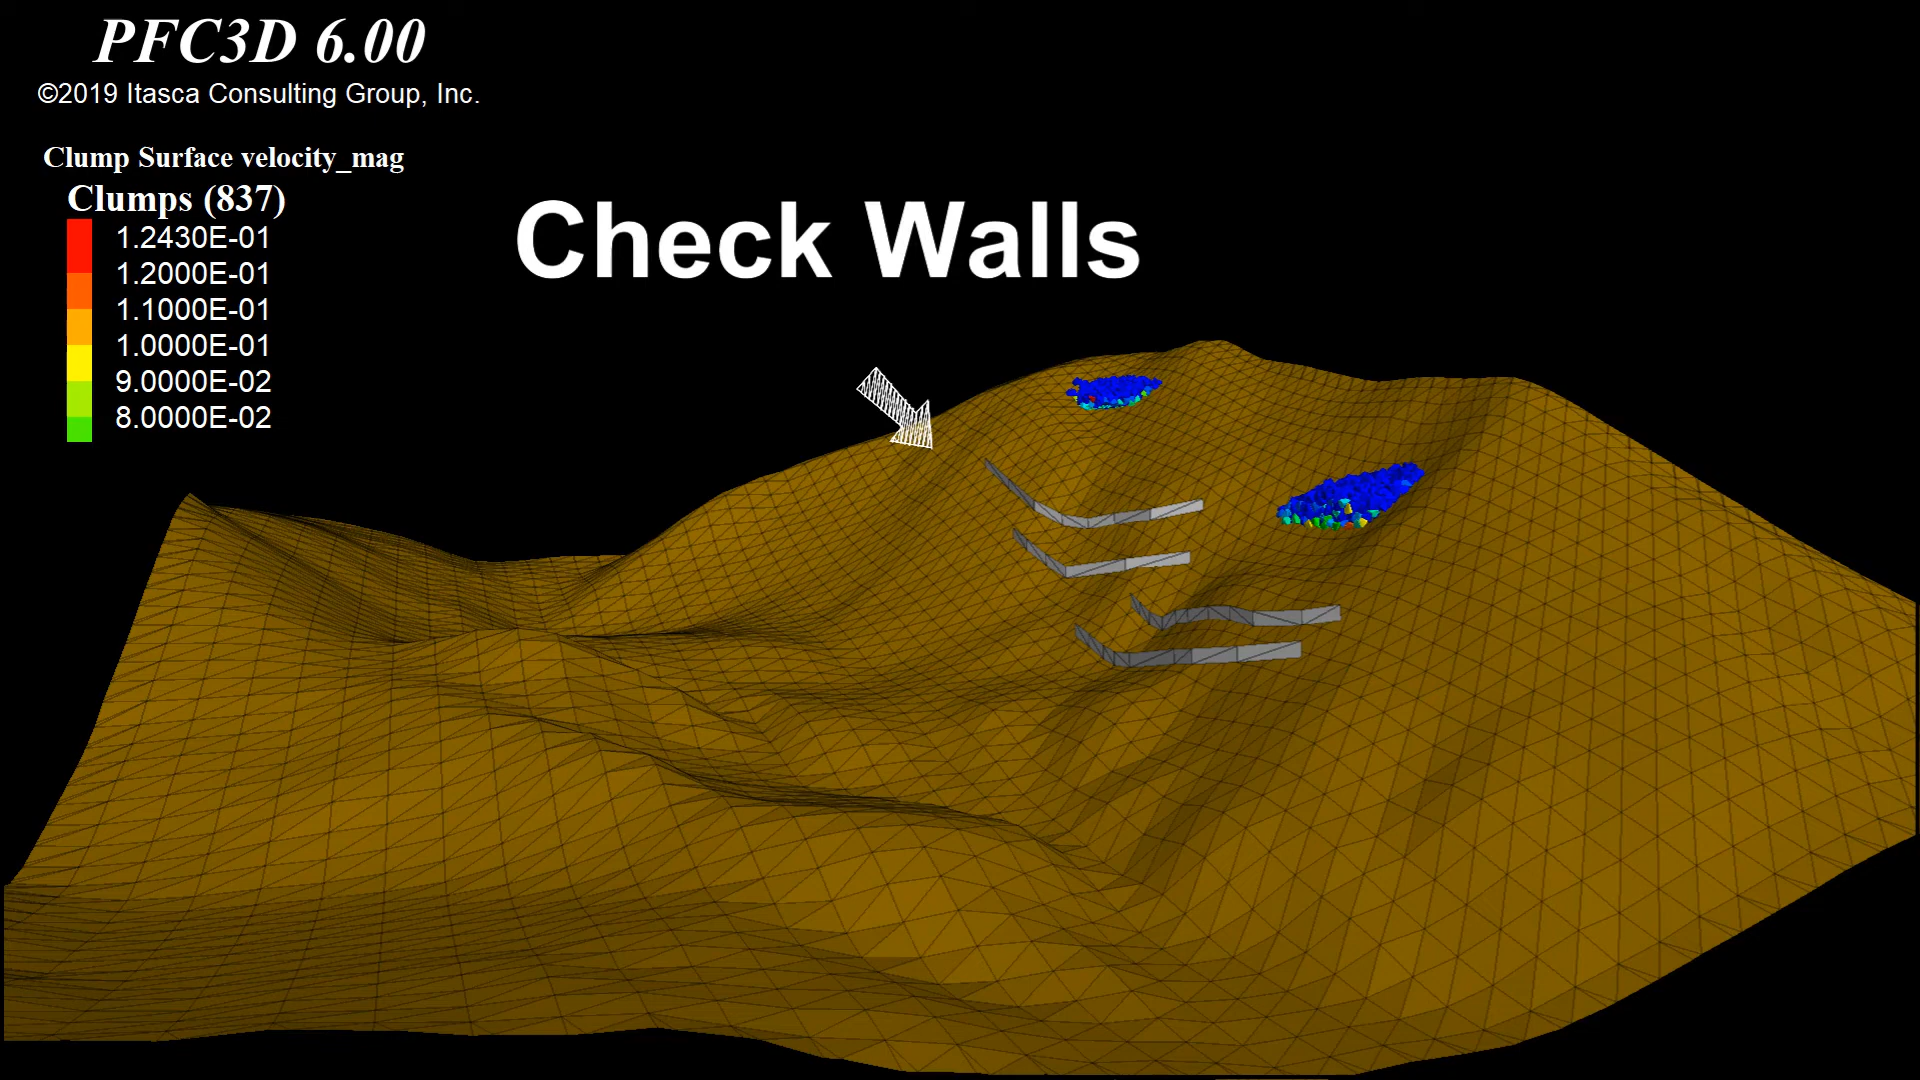 PFC3D 6.00
©2019 Itasca Consulting Group, Inc.
Clump Surface velocity_mag
Clumps (837)
1.2430E-01
1.2000E-01
1.1000E-01
1.0000E-01
9.0000E-02
8.0000E-02
Check Walls